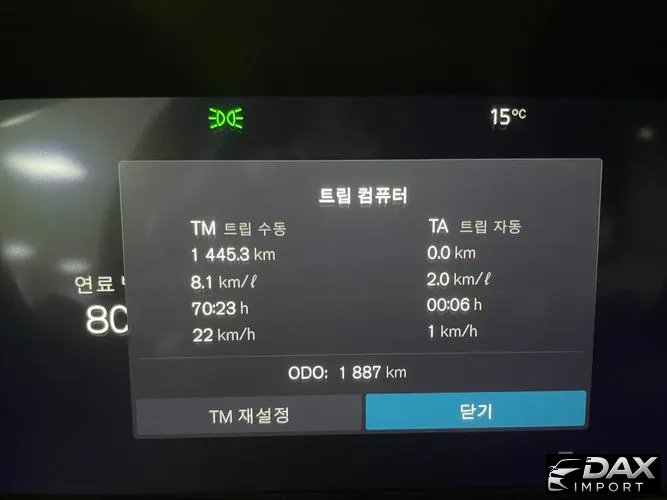 15°C
트립 컴퓨터
TM 트립 수동
TA 트립 자동
1 445.3 km
0.0 km
8.1 km/ℓ
2.0 km/ℓ
70:23 h
00:06 h
22 km/h
1 km/h
연료
80
ODO: 1 887 km
TM 재설정
닫기
DAX
IMPORT